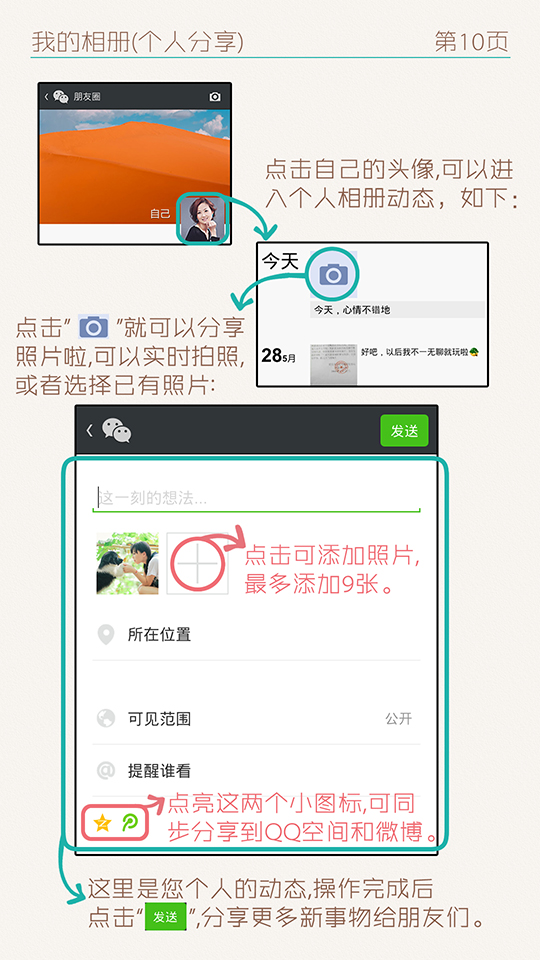 我的相册(个人分享)
第10页
朋友圈
自己
点击自己的头像,可以进
入个人相册动态，如下：
今天
今天，心情不错地
28 5月
好吧，以后我不一无聊就玩啦
点击“ ”就可以分享
照片啦,可以实时拍照,
或者选择已有照片:
发送
这一刻的想法...
点击可添加照片,
最多添加9张。
所在位置
可见范围
公开
提醒谁看
点亮这两个小图标,可同
步分享到QQ空间和微博。
这里是您个人的动态,操作完成后
点击“发送”,分享更多新事物给朋友们。